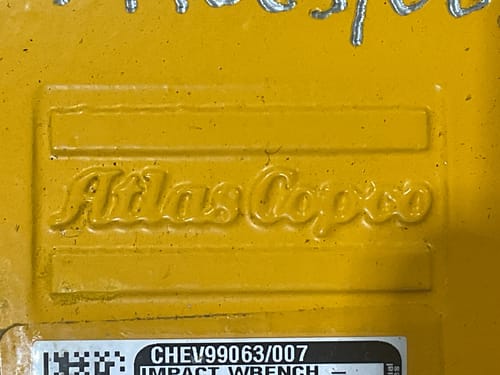 Atlas Copco
CHEV99063/007
IMPACT WRENCH